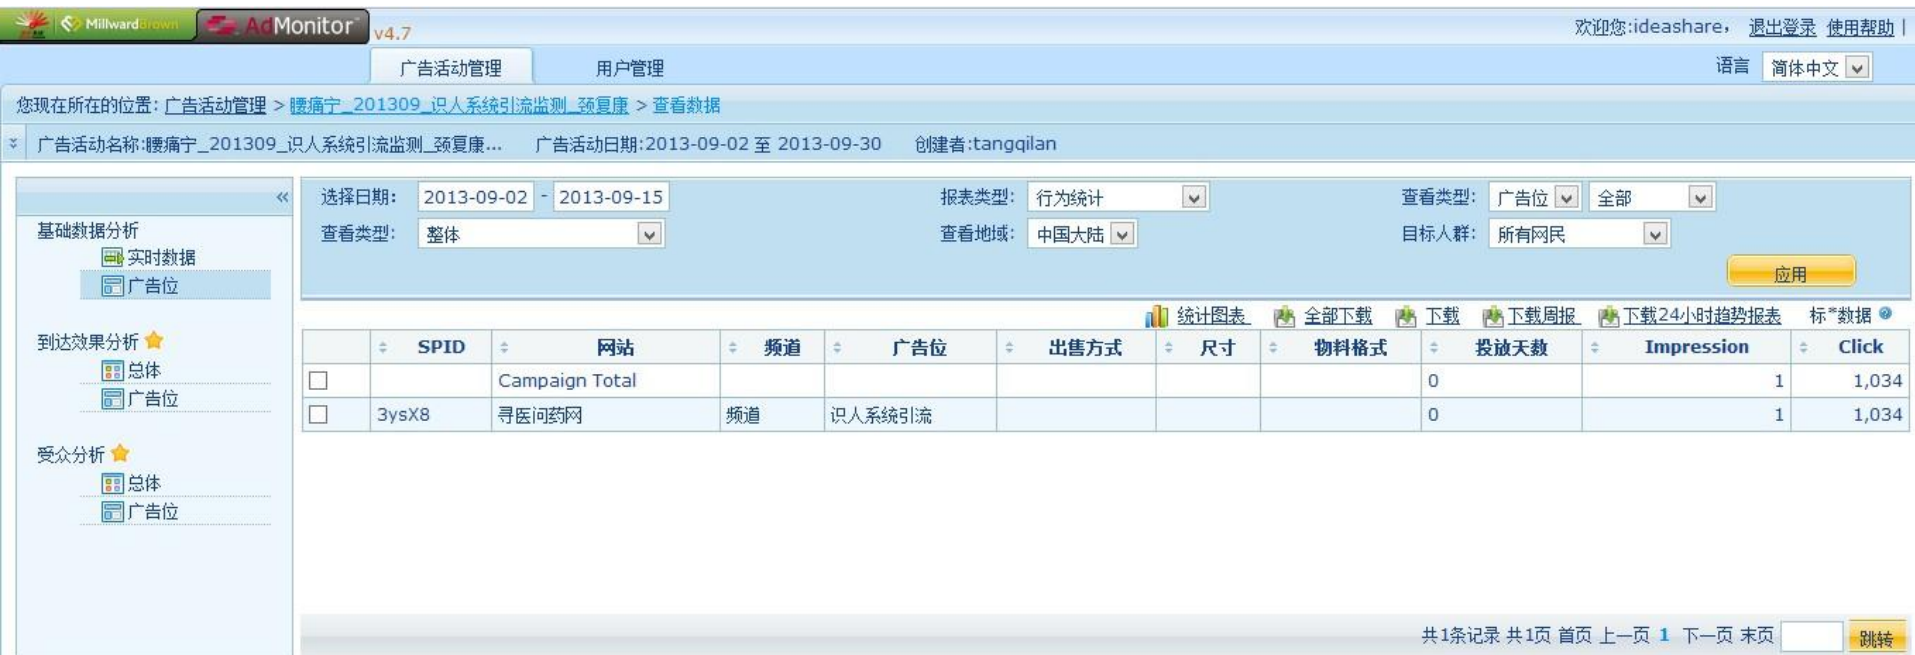 MillwardBrown AdMonitor v4.7 欢迎您:ideashare， 退出登录 使用帮助 |
广告活动管理 用户管理 语言 简体中文
您现在所在的位置: 广告活动管理 > 腰痛宁_201309_识人系统引流监测_颈复康 > 查看数据
广告活动名称:腰痛宁_201309_识人系统引流监测_颈复康... 广告活动日期:2013-09-02 至 2013-09-30 创建者:tangqilan
选择日期: 2013-09-02 - 2013-09-15 报表类型: 行为统计 查看类型: 广告位 全部
查看类型: 整体 查看地域: 中国大陆 目标人群: 所有网民
应用
基础数据分析
实时数据
广告位
到达效果分析
总体
广告位
受众分析
总体
广告位
统计图表 全部下载 下载 下载周报 下载24小时趋势报表 标*数据
SPID 网站 频道 广告位 出售方式 尺寸 物料格式 投放天数 Impression Click
Campaign Total 0 1 1,034
3ysX8 寻医问药网 频道 识人系统引流 0 1 1,034
共1条记录 共1页 首页 上一页 1 下一页 末页 跳转